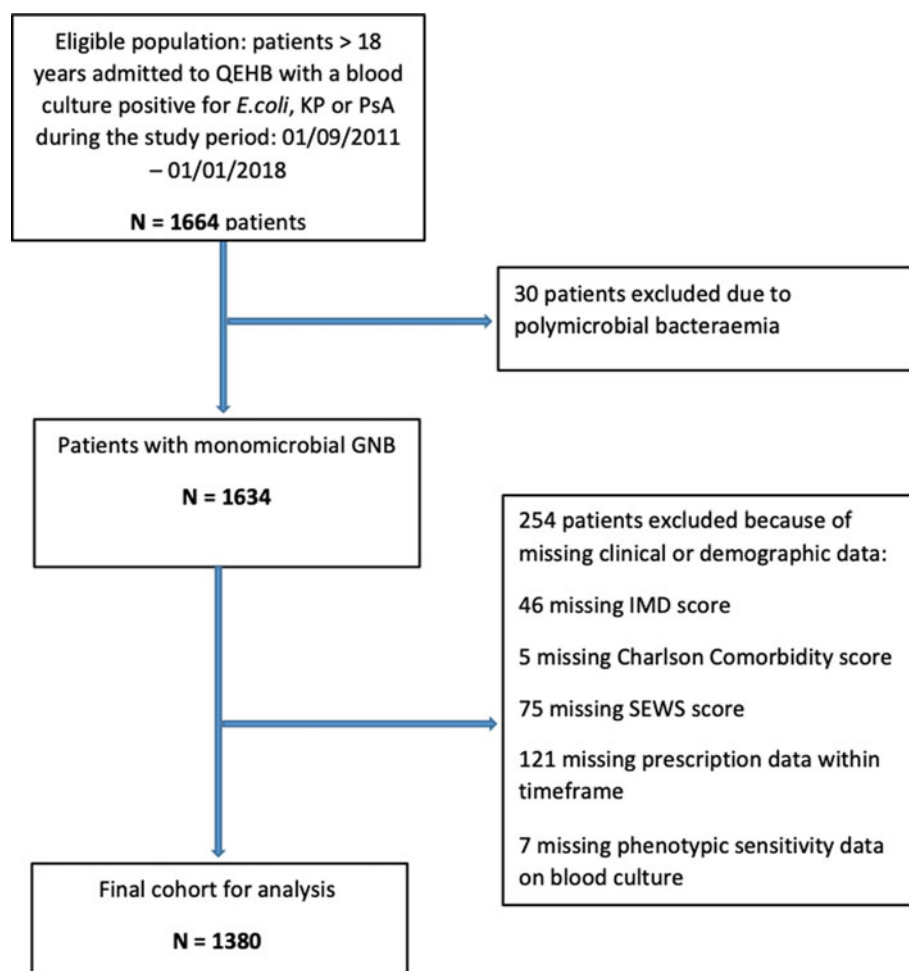 Eligible population: patients > 18
years admitted to QEHB with a blood
culture positive for E.coli, KP or PsA
during the study period: 01/09/2011
– 01/01/2018
N = 1664 patients
30 patients excluded due to
polymicrobial bacteraemia
Patients with monomicrobial GNB
N = 1634
254 patients excluded because of
missing clinical or demographic data:
46 missing IMD score
5 missing Charlson Comorbidity score
75 missing SEWS score
121 missing prescription data within
timeframe
7 missing phenotypic sensitivity data
on blood culture
Final cohort for analysis
N = 1380